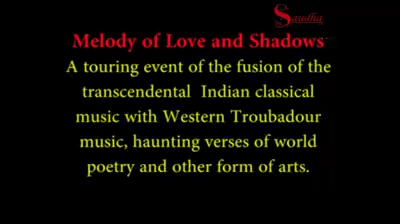 Saudha
Melody of Love and Shadows
A touring event of the fusion of the
transcendental Indian classical
music with Western Troubadour
music, haunting verses of world
poetry and other form of arts.